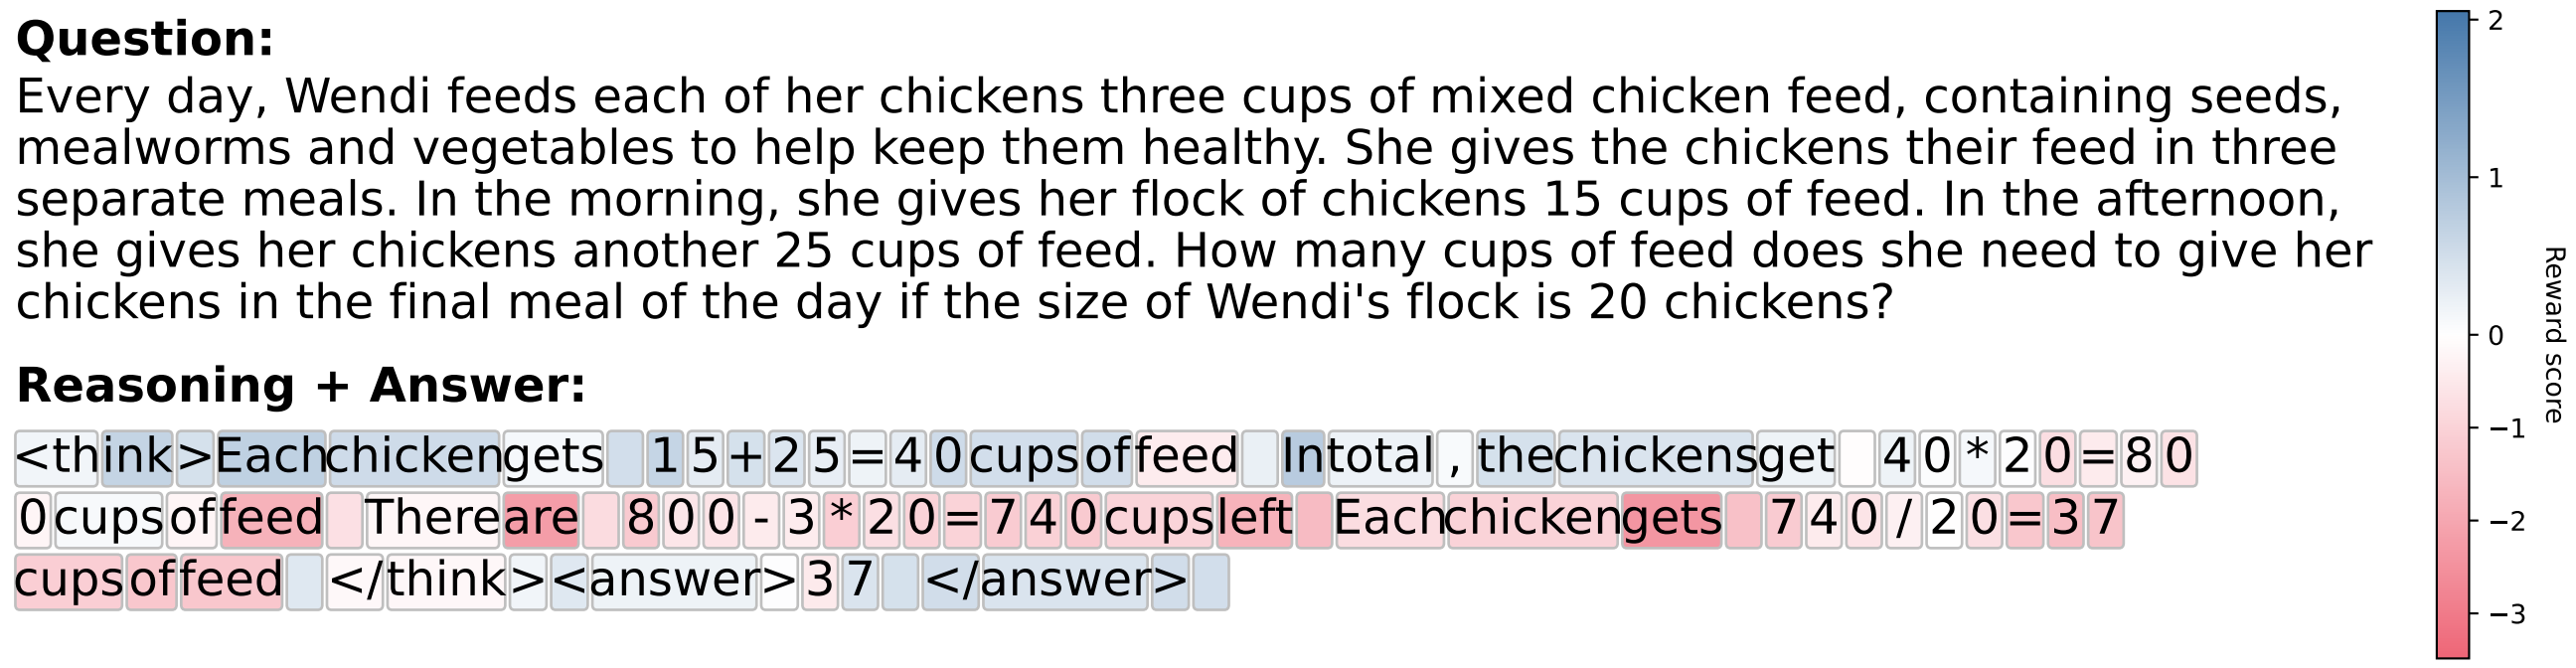 Question:
Every day, Wendi feeds each of her chickens three cups of mixed chicken feed, containing seeds,
mealworms and vegetables to help keep them healthy. She gives the chickens their feed in three
separate meals. In the morning, she gives her flock of chickens 15 cups of feed. In the afternoon,
she gives her chickens another 25 cups of feed. How many cups of feed does she need to give her
chickens in the final meal of the day if the size of Wendi's flock is 20 chickens?
Reasoning + Answer:
<think>Each chicken gets 15+25=40 cups of feed In total, the chickens get 40*20=80
0 cups of feed There are 800-3*20=740 cups left Each chicken gets 740/20=37
cups of feed </think><answer>37 </answer>
2
1
0
−1
−2
−3
Reward score